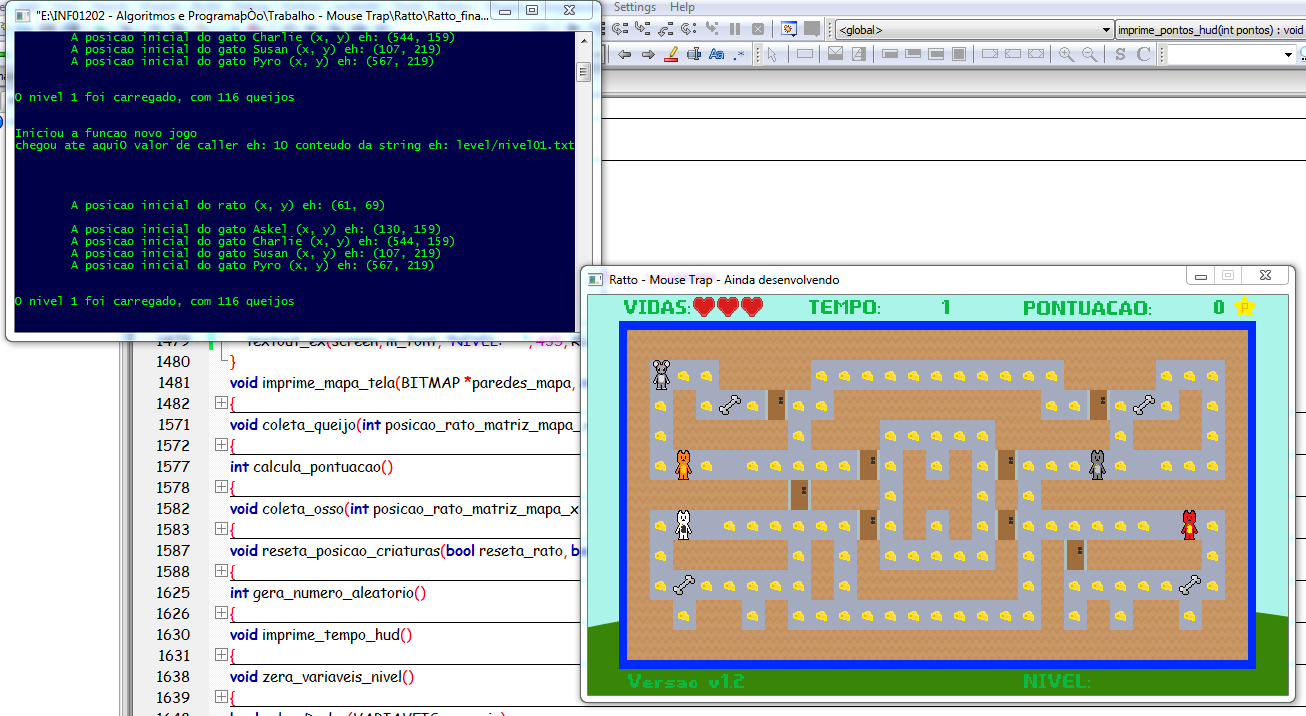 "E:\INF01202 - Algoritmos e ProgramaþÒo\Trabalho - Mouse Trap\Ratto\Ratto_fina...
A posicao inicial do gato Charlie (x, y) eh: (544, 159)
A posicao inicial do gato Susan (x, y) eh: (107, 219)
A posicao inicial do gato Pyro (x, y) eh: (567, 219)
O nivel 1 foi carregado, com 116 queijos
Iniciou a funcao novo jogo
chegou ate aquiO valor de caller eh: 1O conteudo da string eh: level/nivel01.txt
A posicao inicial do rato (x, y) eh: (61, 69)
A posicao inicial do gato Askel (x, y) eh: (130, 159)
A posicao inicial do gato Charlie (x, y) eh: (544, 159)
A posicao inicial do gato Susan (x, y) eh: (107, 219)
A posicao inicial do gato Pyro (x, y) eh: (567, 219)
O nivel 1 foi carregado, com 116 queijos
Settings Help
<global>
imprime_pontos_hud(int pontos) : void
Aa .*
S C
Ratto - Mouse Trap - Ainda desenvolvendo
VIDAS: TEMPO: 1 PONTUACAO: 0
Versao v1.2 NIVEL:
1479
1480 }
1481 void imprime_mapa_tela(BITMAP *paredes_mapa,
1482 {
1571 void coleta_queijo(int posicao_rato_matriz_mapa_
1572 {
1577 int calcula_pontuacao()
1578 {
1582 void coleta_osso(int posicao_rato_matriz_mapa_x
1583 {
1587 void reseta_posicao_criaturas(bool reseta_rato,
1588 {
1625 int gera_numero_aleatorio()
1626 {
1630 void imprime_tempo_hud()
1631 {
1638 void zera_variaveis_nivel()
1639 {